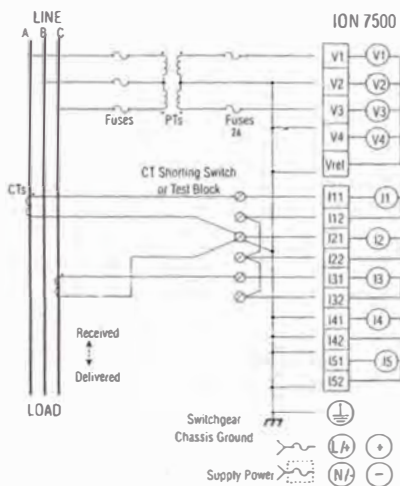 LINE
ION 7500
A B C
V1 V1
V2 V2
Fuses PTs Fuses
2A
V3 V3
V4 V4
Vref
CT Shorting Switch
or Test Block
CTs
I11 I1
I12
I21 I2
I22
I31 I3
I32
I41 I4
I42
I51 I5
I52
Received
Delivered
LOAD
Switchgear
Chassis Ground
L/+ +
Supply Power N/- −